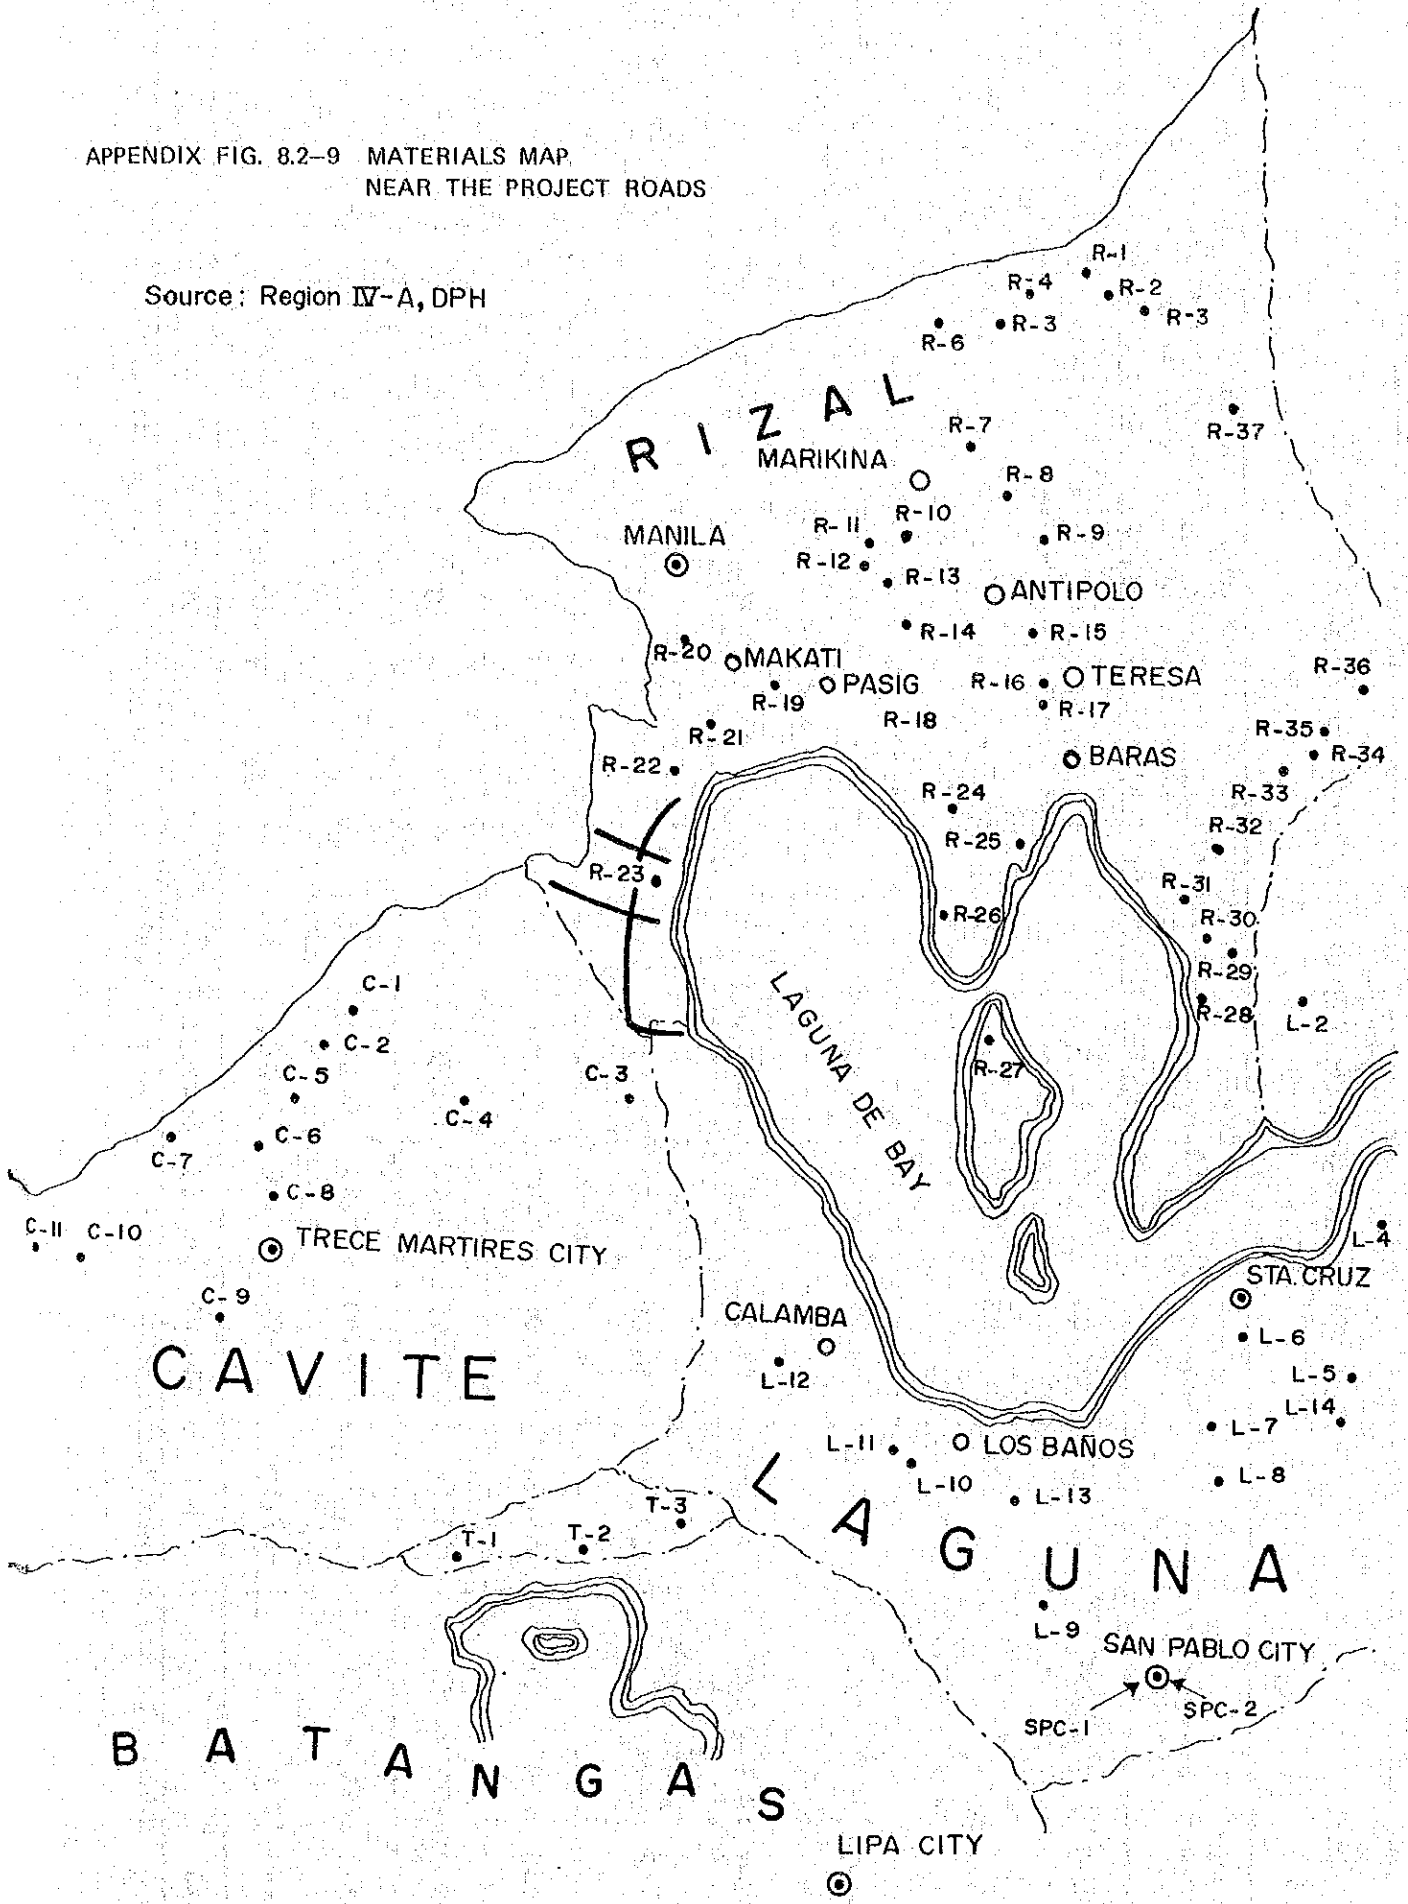 APPENDIX FIG. 8.2-9 MATERIALS MAP
NEAR THE PROJECT ROADS
Source: Region IV-A, DPH
R-1
R-4
R-2
R-3
R-3
R-6
RIZAL
R-37
R-7
MARIKINA
R-8
R-10
R-11
MANILA
R-9
R-12
R-13
ANTIPOLO
R-14
R-15
R-20
MAKATI
R-36
R-16
TERESA
PASIG
R-19
R-17
R-18
R-21
R-35
R-34
BARAS
R-22
R-33
R-24
R-32
R-25
R-23
R-31
R-26
R-30
R-29
C-1
R-28
L-2
C-2
LAGUNA DE BAY
R-27
C-5
C-3
C-4
C-6
C-7
C-8
C-11
C-10
TRECE MARTIRES CITY
L-4
STA. CRUZ
C-9
CALAMBA
L-6
CAVITE
L-12
L-5
L-14
L-7
L-11
LOS BAÑOS
L-8
L-10
L-13
T-3
T-1
T-2
LAGUNA
L-9
SAN PABLO CITY
SPC-1
SPC-2
BATANGAS
LIPA CITY